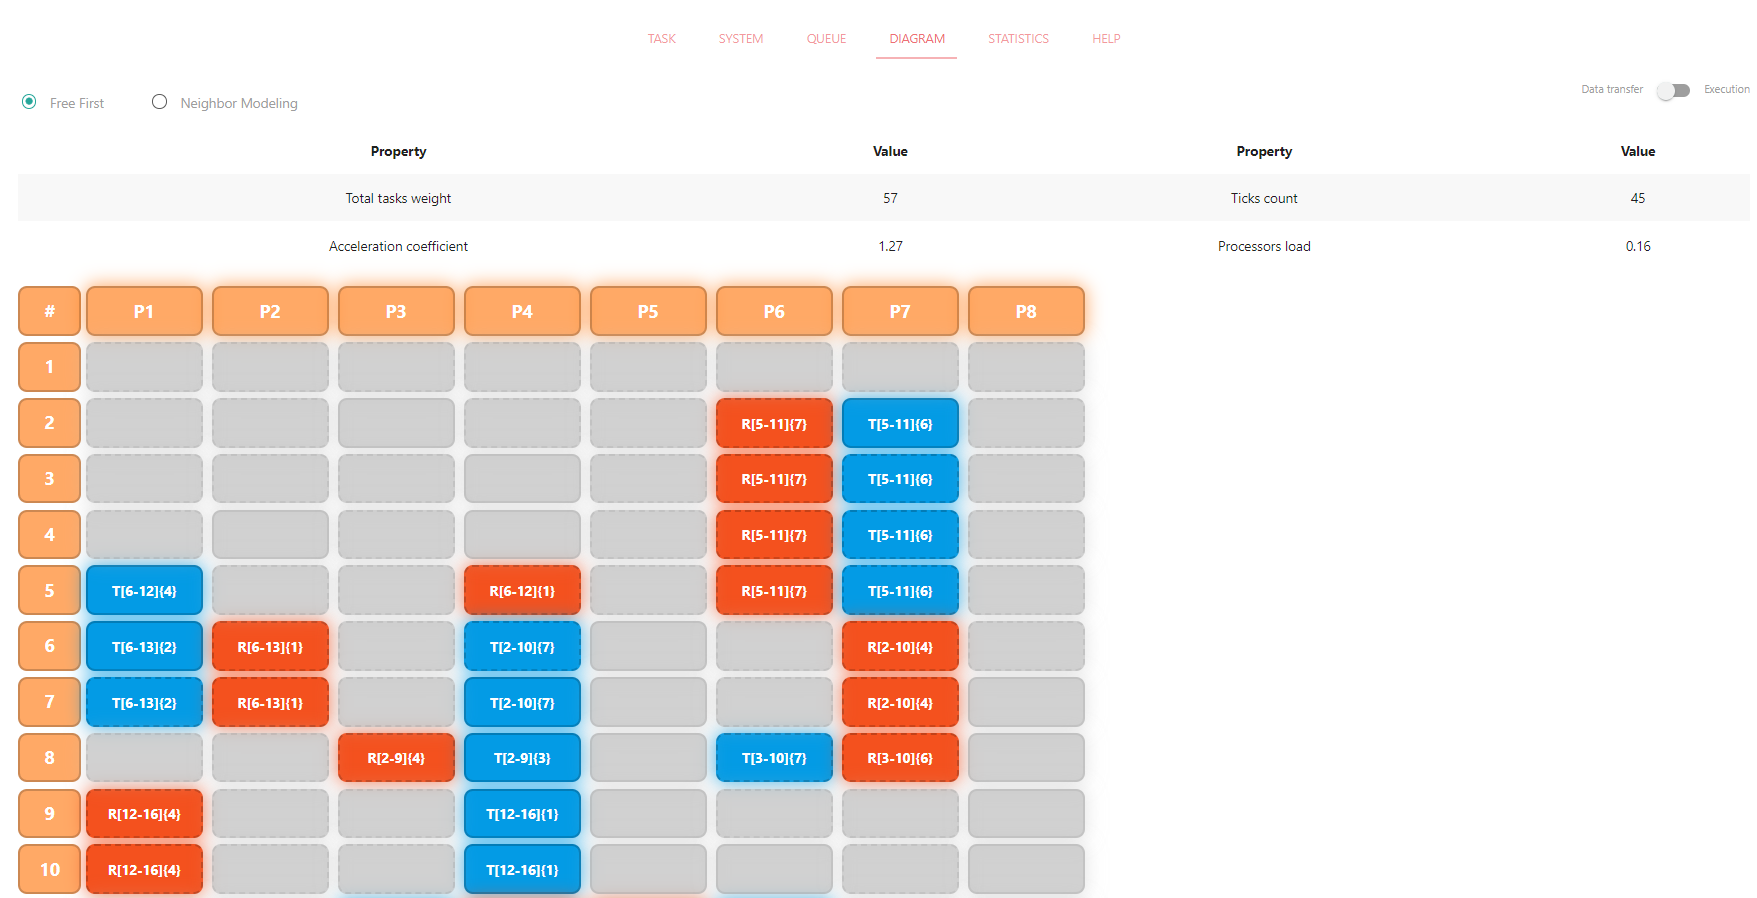 TASK SYSTEM QUEUE DIAGRAM STATISTICS HELP
Data transfer Execution
Free First Neighbor Modeling
Property Value Property Value
Total tasks weight 57 Ticks count 45
Acceleration coefficient 1.27 Processors load 0.16
# P1 P2 P3 P4 P5 P6 P7 P8
1
2 R[5-11]{7} T[5-11]{6}
3 R[5-11]{7} T[5-11]{6}
4 R[5-11]{7} T[5-11]{6}
5 T[6-12]{4} R[6-12]{1} R[5-11]{7} T[5-11]{6}
6 T[6-13]{2} R[6-13]{1} T[2-10]{7} R[2-10]{4}
7 T[6-13]{2} R[6-13]{1} T[2-10]{7} R[2-10]{4}
8 R[2-9]{4} T[2-9]{3} T[3-10]{7} R[3-10]{6}
9 R[12-16]{4} T[12-16]{1}
10 R[12-16]{4} T[12-16]{1}